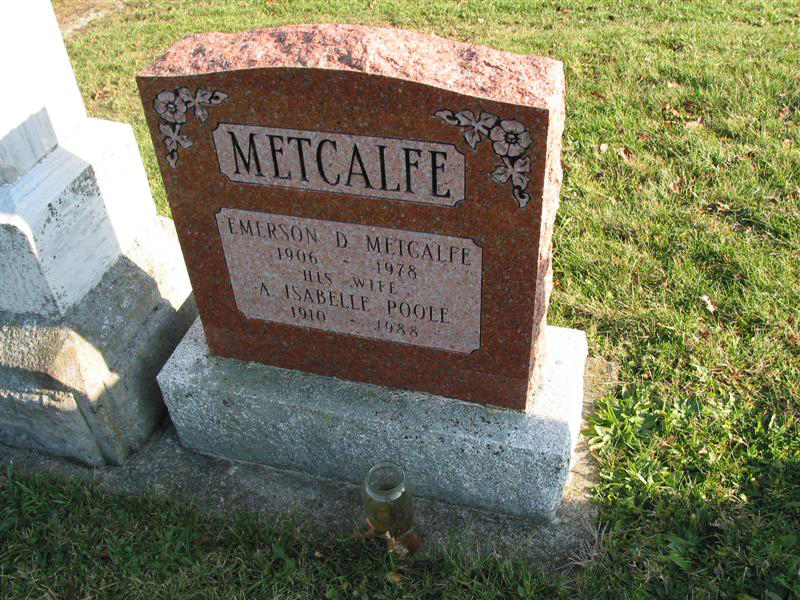 METCALFE
EMERSON D. METCALFE
1906 - 1978
HIS WIFE
A. ISABELLE POOLE
1910 - 1988